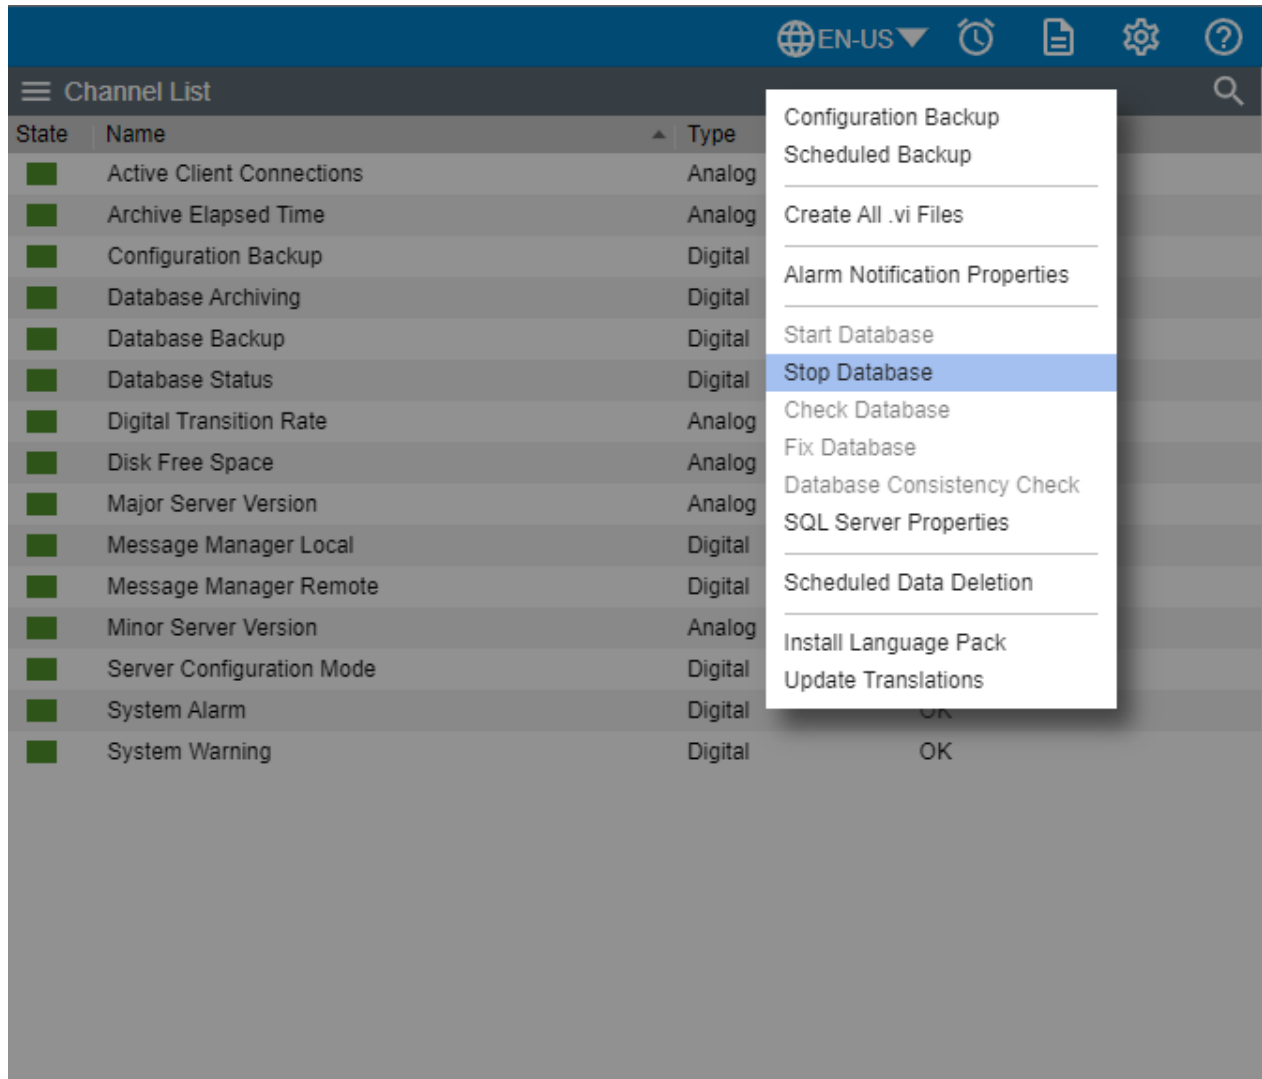 EN-US
Channel List
State Name Type
Active Client Connections Analog
Archive Elapsed Time Analog
Configuration Backup Digital
Database Archiving Digital
Database Backup Digital
Database Status Digital
Digital Transition Rate Analog
Disk Free Space Analog
Major Server Version Analog
Message Manager Local Digital
Message Manager Remote Digital
Minor Server Version Analog
Server Configuration Mode Digital
System Alarm Digital OK
System Warning Digital OK
Configuration Backup
Scheduled Backup
Create All .vi Files
Alarm Notification Properties
Start Database
Stop Database
Check Database
Fix Database
Database Consistency Check
SQL Server Properties
Scheduled Data Deletion
Install Language Pack
Update Translations